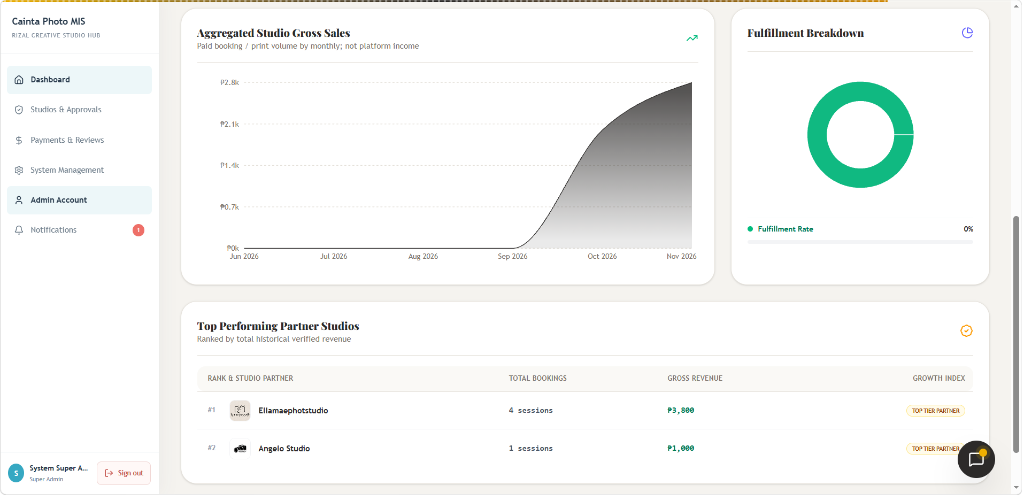 Cainta Photo MIS
RIZAL CREATIVE STUDIO HUB
Dashboard
Studios & Approvals
Payments & Reviews
System Management
Admin Account
Notifications
1
S
System Super A...
Super Admin
Sign out
Aggregated Studio Gross Sales
Paid booking / print volume by monthly; not platform income
₱2.8k
₱2.1k
₱1.4k
₱0.7k
₱0k
Jun 2026
Jul 2026
Aug 2026
Sep 2026
Oct 2026
Nov 2026
Fulfillment Breakdown
Fulfillment Rate
0%
Top Performing Partner Studios
Ranked by total historical verified revenue
RANK & STUDIO PARTNER
TOTAL BOOKINGS
GROSS REVENUE
GROWTH INDEX
#1
Ellamaephotstudio
4 sessions
₱3,800
TOP TIER PARTNER
#2
Angelo Studio
1 sessions
₱1,000
TOP TIER PARTNER